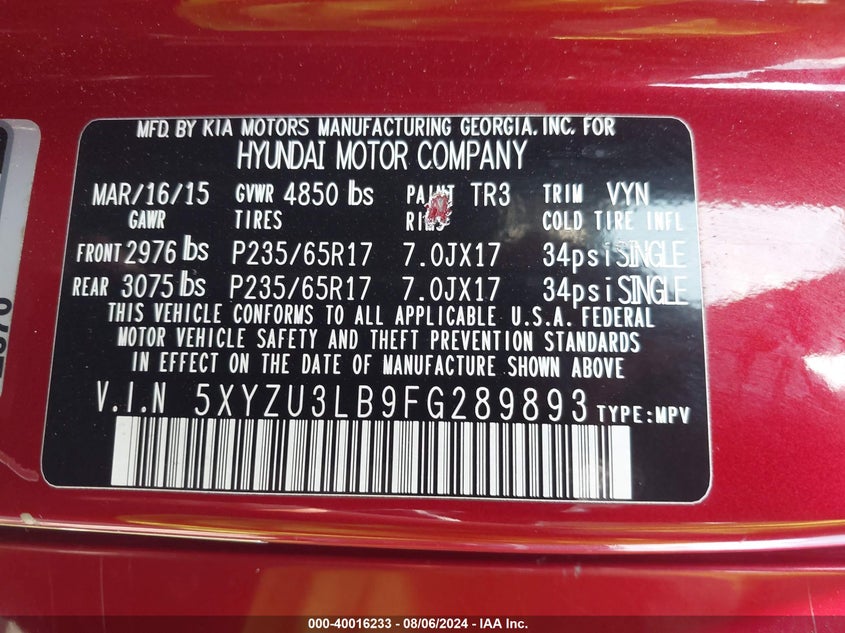 MFD. BY KIA MOTORS MANUFACTURING GEORGIA, INC. FOR
HYUNDAI MOTOR COMPANY
MAR/16/15 GVWR 4850 lbs PAINT TR3 TRIM VYN
GAWR TIRES RIMS COLD TIRE INFL
FRONT 2976 lbs P235/65R17 7.0JX17 34psi SINGLE
REAR 3075 lbs P235/65R17 7.0JX17 34psi SINGLE
THIS VEHICLE CONFORMS TO ALL APPLICABLE U.S.A. FEDERAL
MOTOR VEHICLE SAFETY AND THEFT PREVENTION STANDARDS
IN EFFECT ON THE DATE OF MANUFACTURE SHOWN ABOVE
V.I.N 5XYZU3LB9FG289893 TYPE:MPV
000-40016233 - 08/06/2024 - IAA Inc.